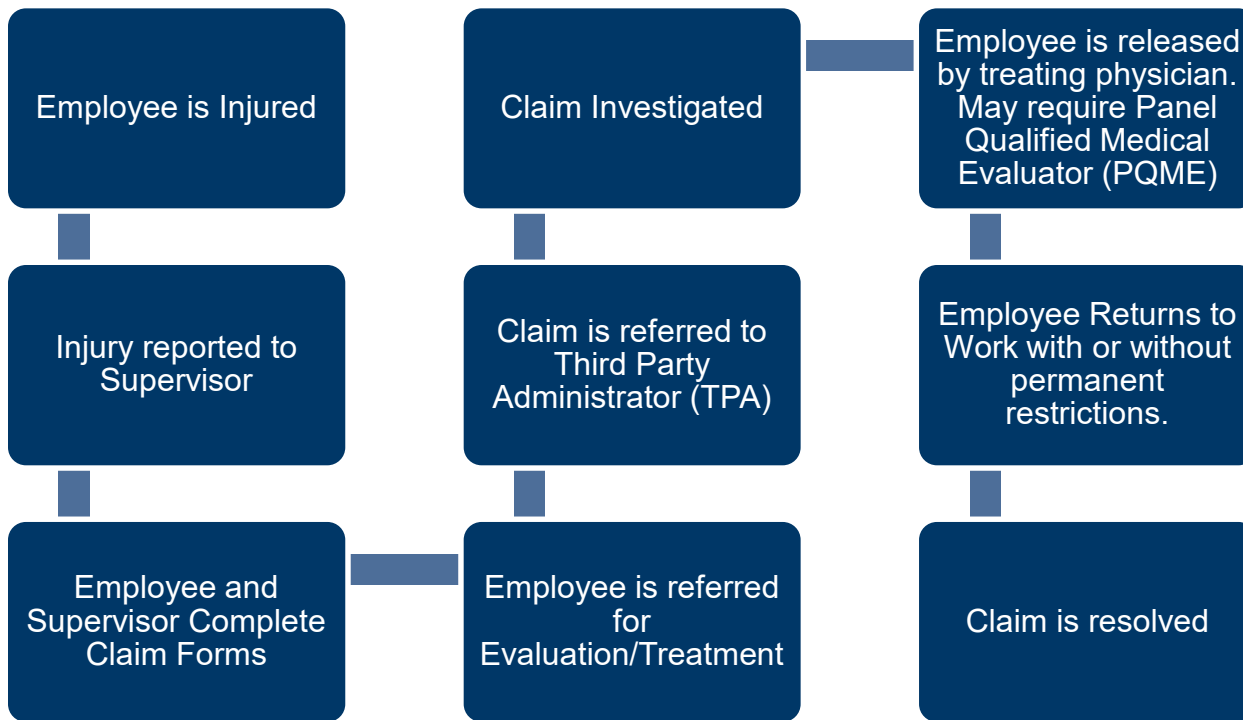 Employee is Injured
Injury reported to
Supervisor
Employee and
Supervisor Complete
Claim Forms
Employee is referred
for
Evaluation/Treatment
Claim is referred to
Third Party
Administrator (TPA)
Claim Investigated
Employee is released
by treating physician.
May require Panel
Qualified Medical
Evaluator (PQME)
Employee Returns to
Work with or without
permanent
restrictions.
Claim is resolved